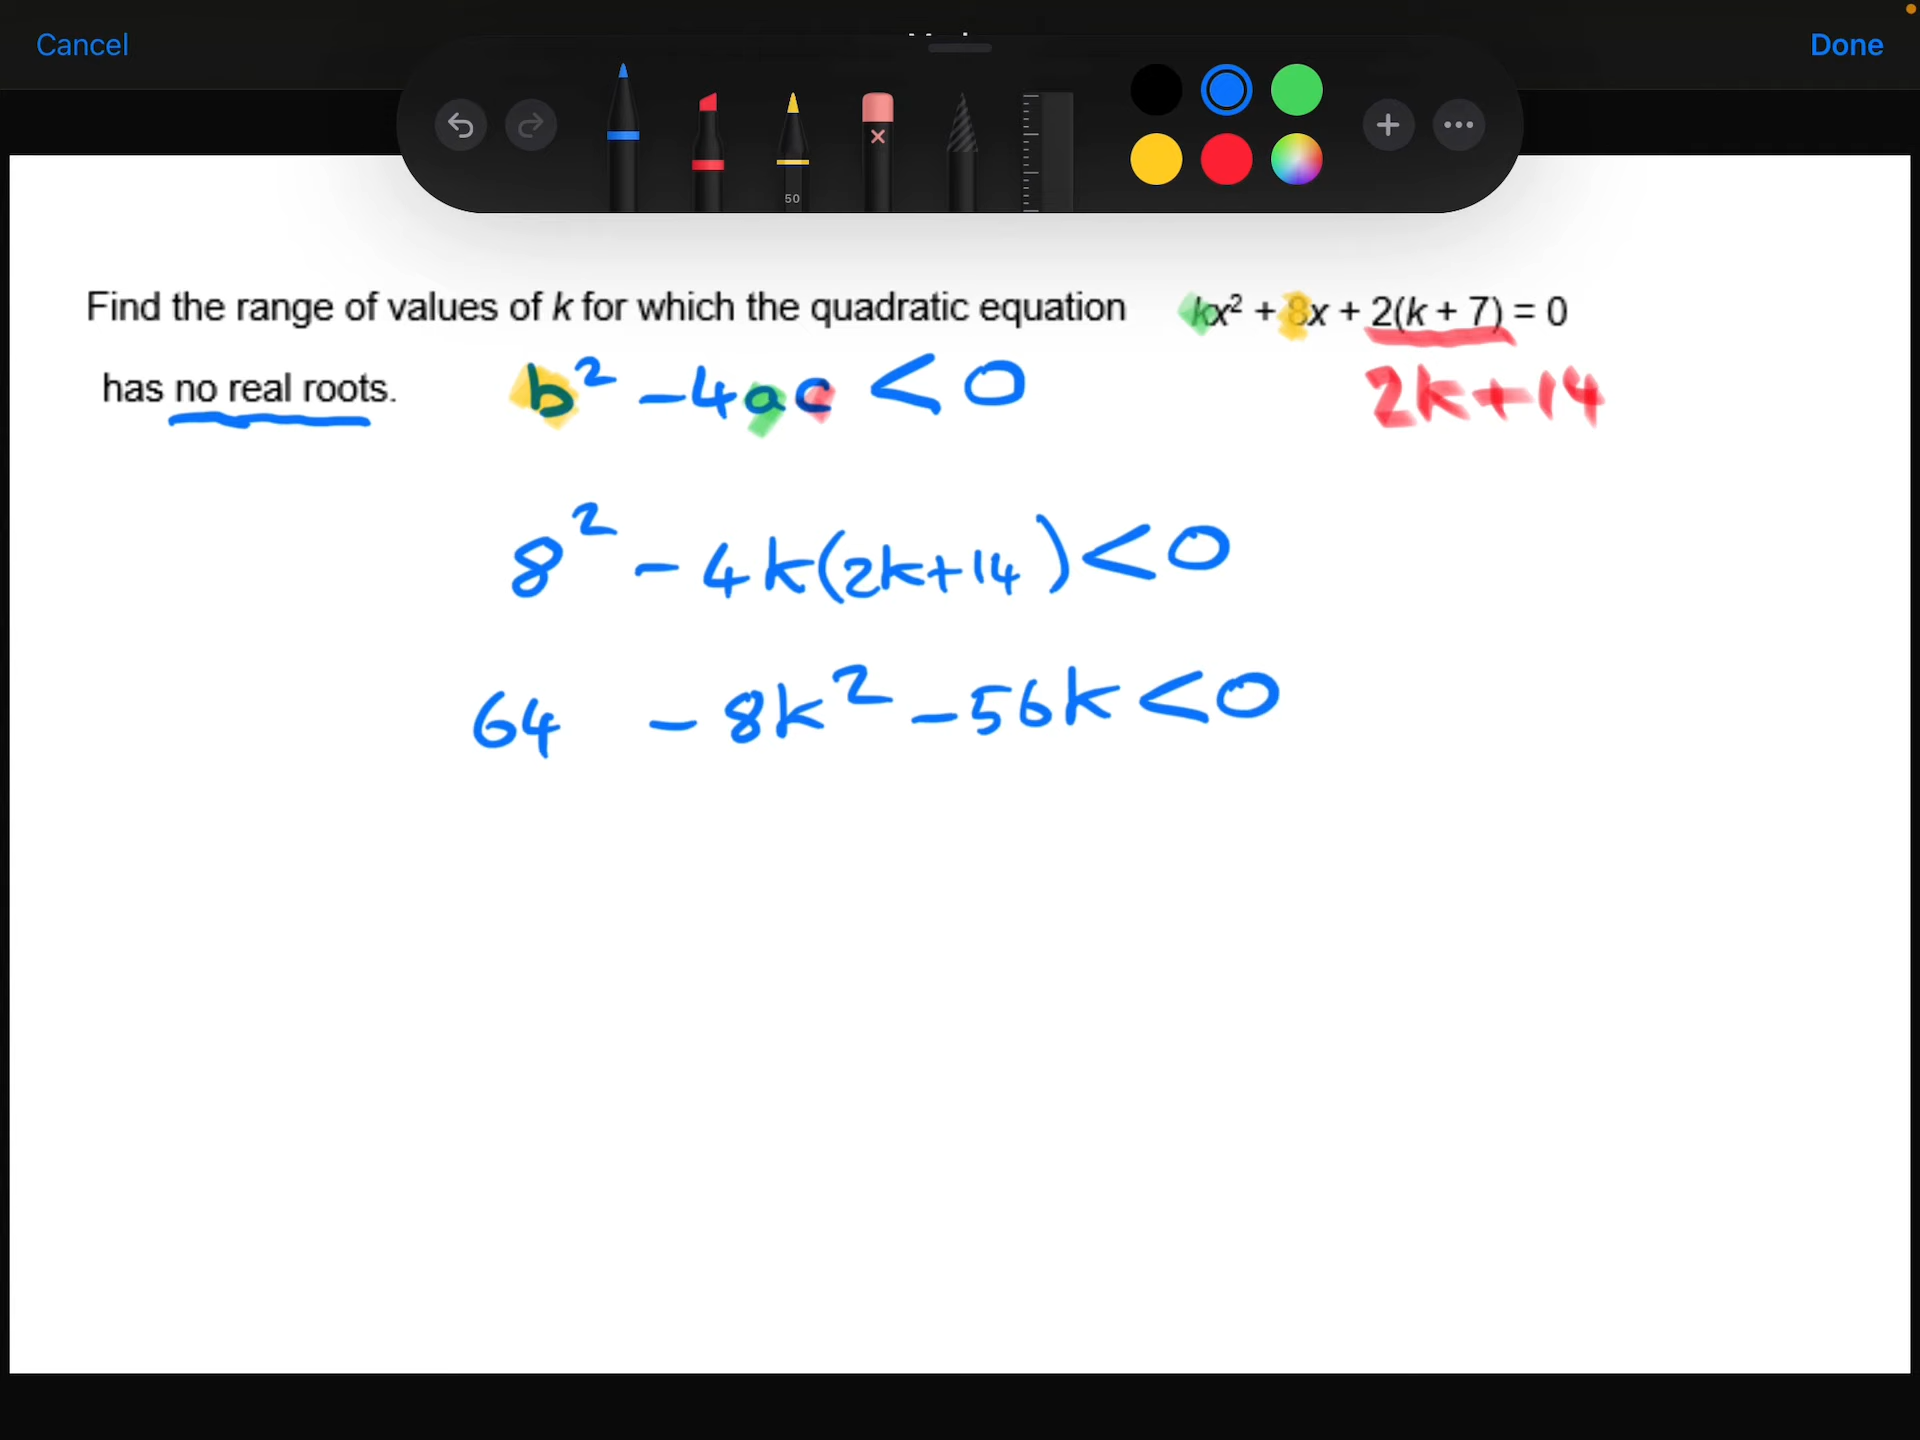 Cancel
Done
50
Find the range of values of k for which the quadratic equation kx² + 8x + 2(k + 7) = 0
has no real roots. b² - 4ac < 0 2k+14
8² - 4k(2k+14) < 0
64 - 8k² - 56k < 0